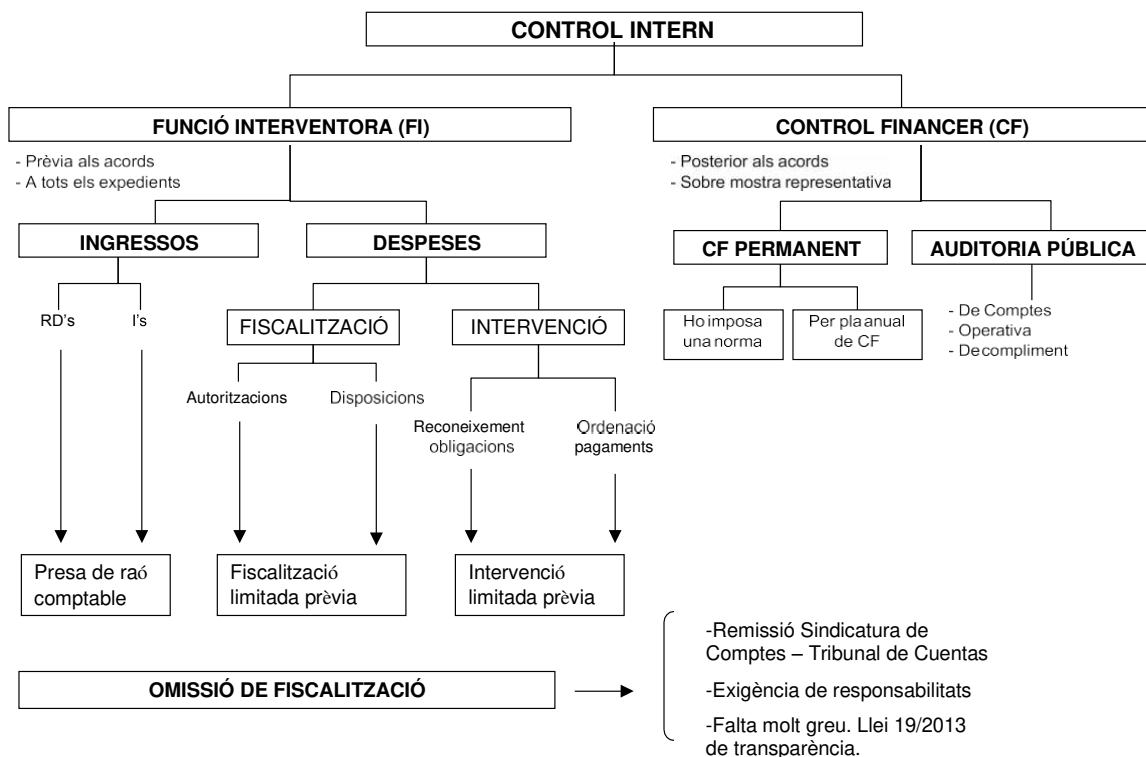 CONTROL INTERN
FUNCIÓ INTERVENTORA (FI)
- Prèvia als acords
- A tots els expedients
CONTROL FINANCER (CF)
- Posterior als acords
- Sobre mostra representativa
INGRESSOS
DESPESES
CF PERMANENT
AUDITORIA PÚBLICA
RD's
I's
FISCALITZACIÓ
INTERVENCIÓ
Ho imposa
una norma
Per pla anual
de CF
- De Comptes
- Operativa
- De compliment
Autoritzacions
Disposicions
Reconeixement
obligacions
Ordenació
pagaments
Presa de raó
comptable
Fiscalització
limitada prèvia
Intervenció
limitada prèvia
OMISSIÓ DE FISCALITZACIÓ
-Remissió Sindicatura de
Comptes – Tribunal de Cuentas
-Exigència de responsabilitats
-Falta molt greu. Llei 19/2013
de transparència.